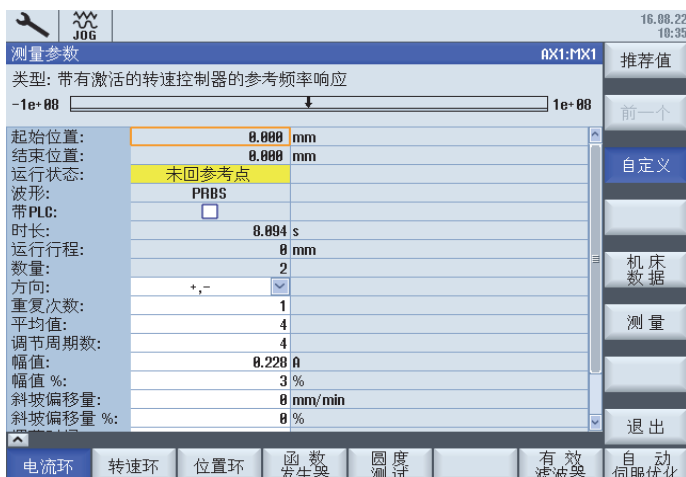 JOG
16.08.22
10:35
测量参数 AX1:MX1
类型: 带有激活的转速控制器的参考频率响应
-1e+08 1e+08
起始位置: 0.000 mm
结束位置: 0.000 mm
运行状态: 未回参考点
波形: PRBS
带PLC:
时长: 8.094 s
运行行程: 0 mm
数量: 2
方向: +,-
重复次数: 1
平均值: 4
调节周期数: 4
幅值: 0.228 A
幅值 %: 3 %
斜坡偏移量: 0 mm/min
斜坡偏移量 %: 0 %
推荐值
前一个
自定义
机床
数据
测量
退出
电流环
转速环
位置环
函数
发生器
圆度
测试
有效
滤波器
自动
伺服优化